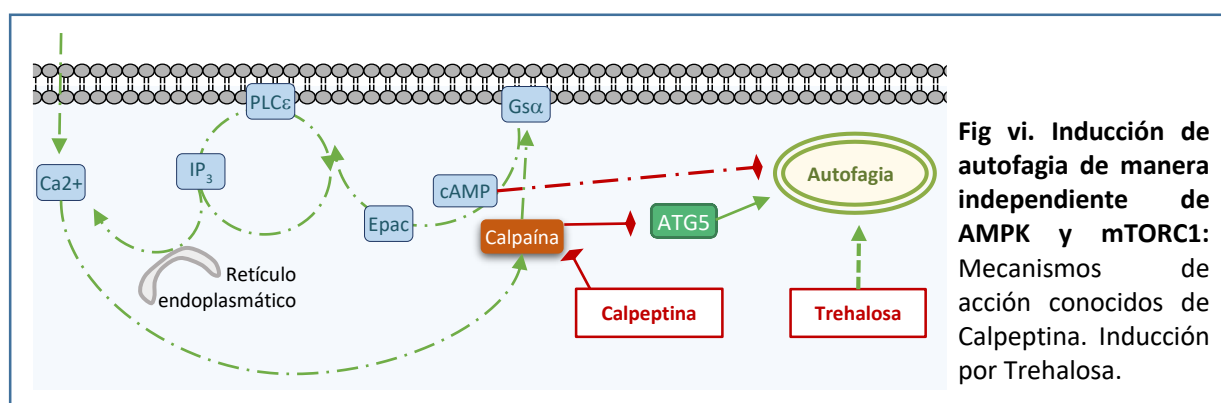 PLCε
Gsα
Ca2+
IP3
cAMP
Epac
Calpaína
ATG5
Autofagia
Retículo
endoplasmático
Calpeptina
Trehalosa
Fig vi. Inducción de
autofagia de manera
independiente de
AMPK y mTORC1:
Mecanismos de
acción conocidos de
Calpeptina. Inducción
por Trehalosa.